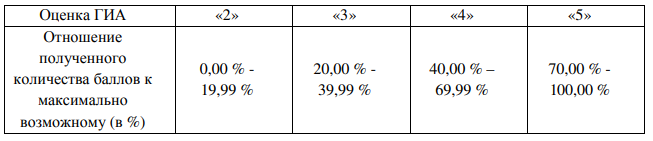 Оценка ГИА «2» «3» «4» «5»
Отношение
полученного
количества баллов к
максимально
возможному (в %)
0,00 % -
19,99 %
20,00 % -
39,99 %
40,00 % –
69,99 %
70,00 % -
100,00 %